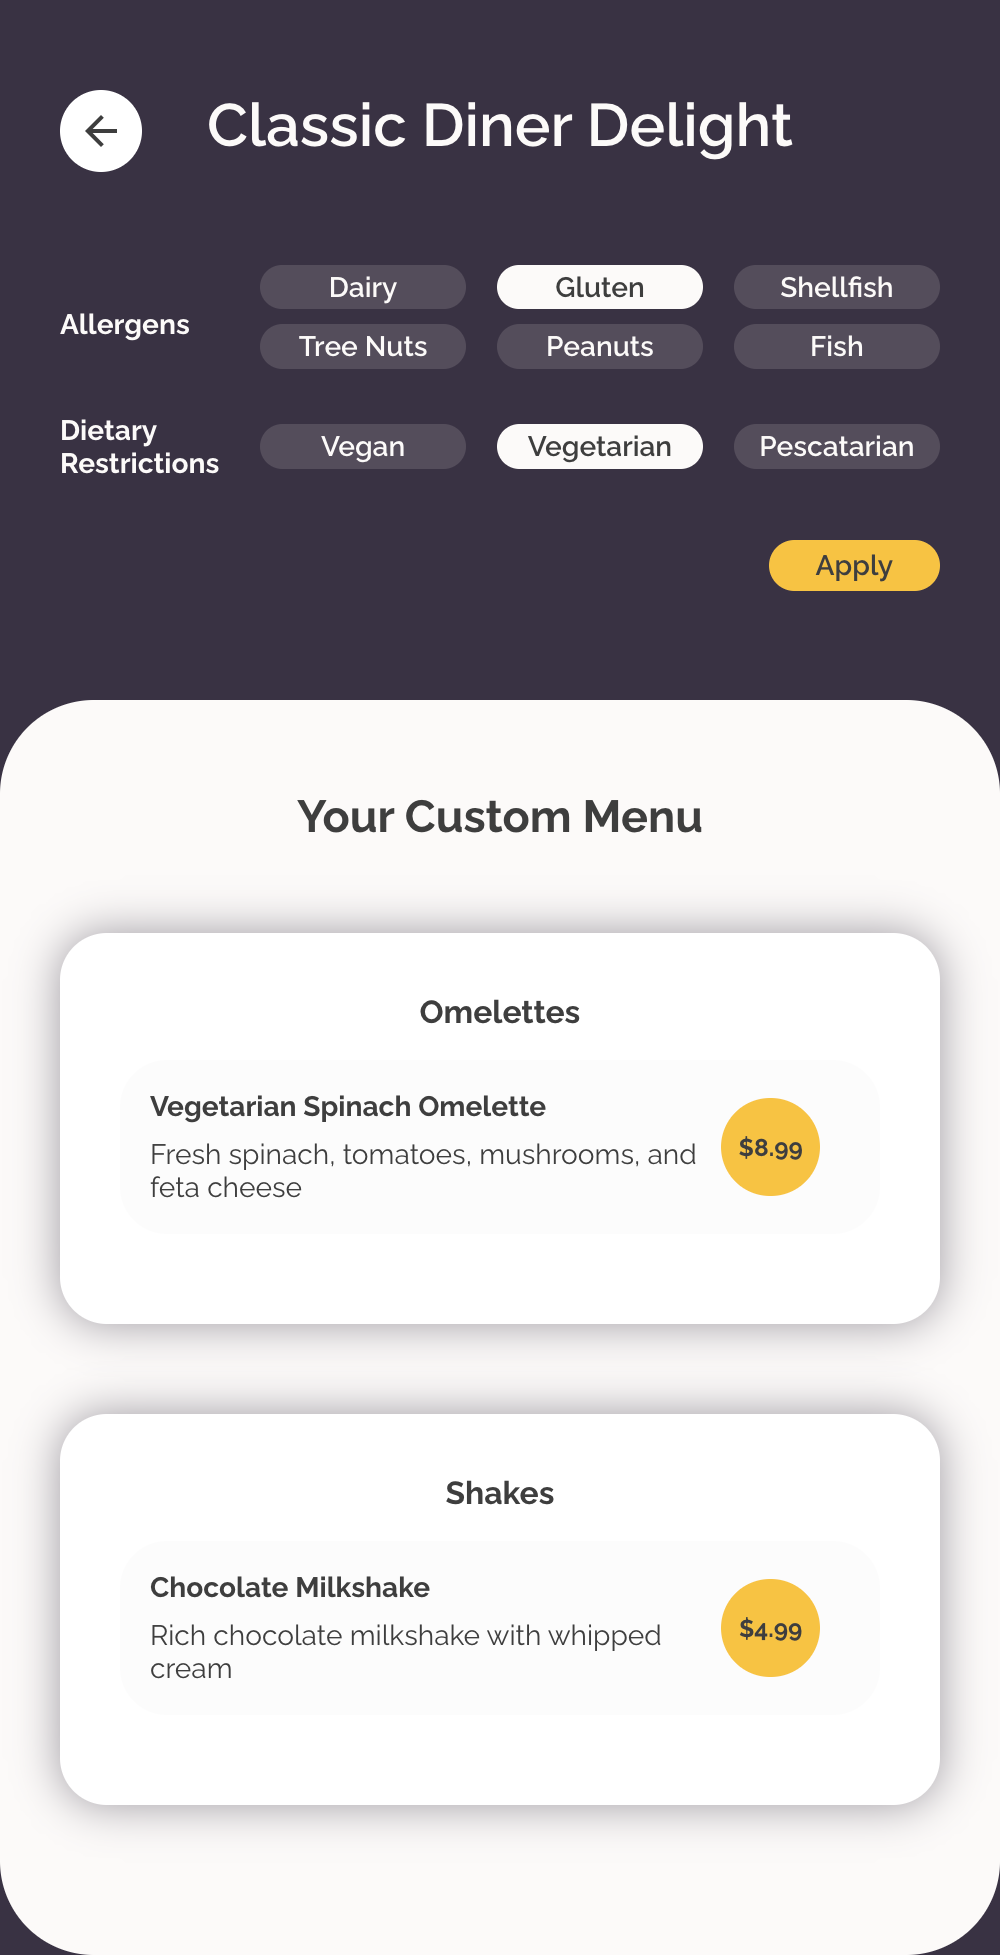 Classic Diner Delight
Allergens
Dairy
Gluten
Shellfish
Tree Nuts
Peanuts
Fish
Dietary
Restrictions
Vegan
Vegetarian
Pescatarian
Apply
Your Custom Menu
Omelettes
Vegetarian Spinach Omelette
Fresh spinach, tomatoes, mushrooms, and
feta cheese
$8.99
Shakes
Chocolate Milkshake
Rich chocolate milkshake with whipped
cream
$4.99